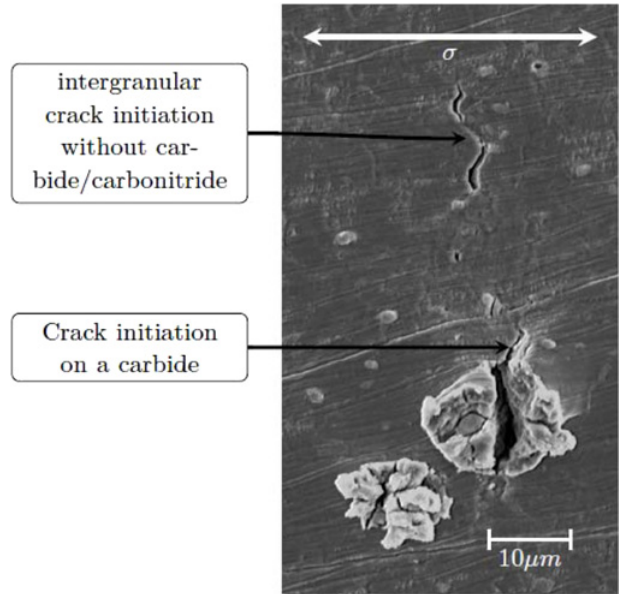 σ
intergranular
crack initiation
without car-
bide/carbonitride
Crack initiation
on a carbide
10μm